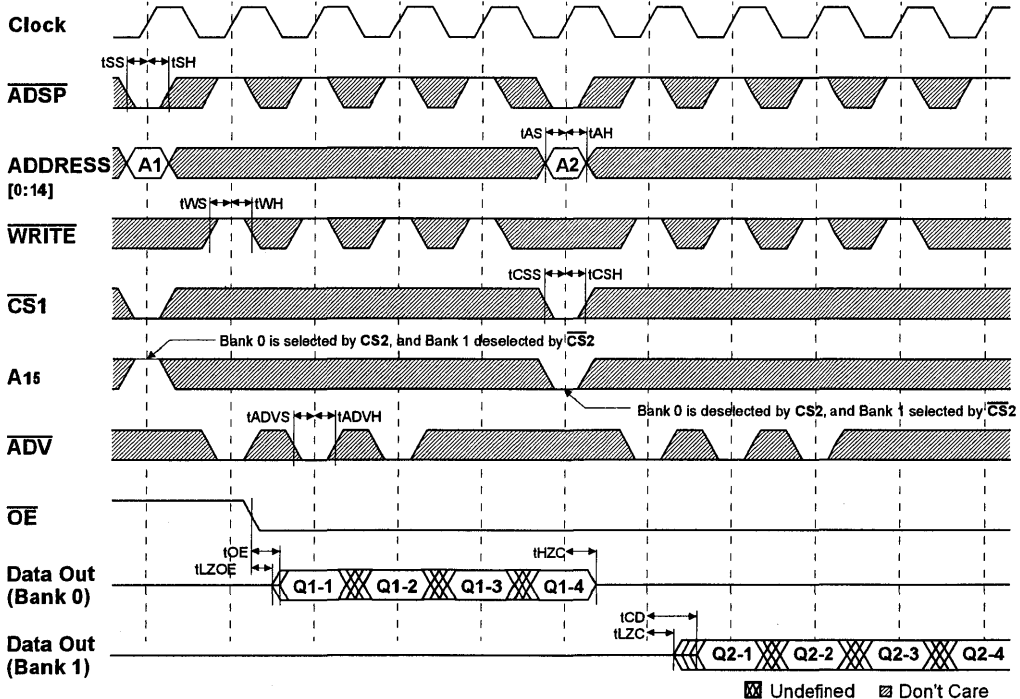 Clock
tSS tSH
ADSP
tAS tAH
ADDRESS A1 A2
[0:14]
tWS tWH
WRITE
tCSS tCSH
CS1
Bank 0 is selected by CS2, and Bank 1 deselected by CS2
A15
Bank 0 is deselected by CS2, and Bank 1 selected by CS2
tADVS tADVH
ADV
OE
tOE tHZC
tLZOE
Data Out Q1-1 Q1-2 Q1-3 Q1-4
(Bank 0)
tCD
tLZC
Data Out Q2-1 Q2-2 Q2-3 Q2-4
(Bank 1)
Undefined Don't Care